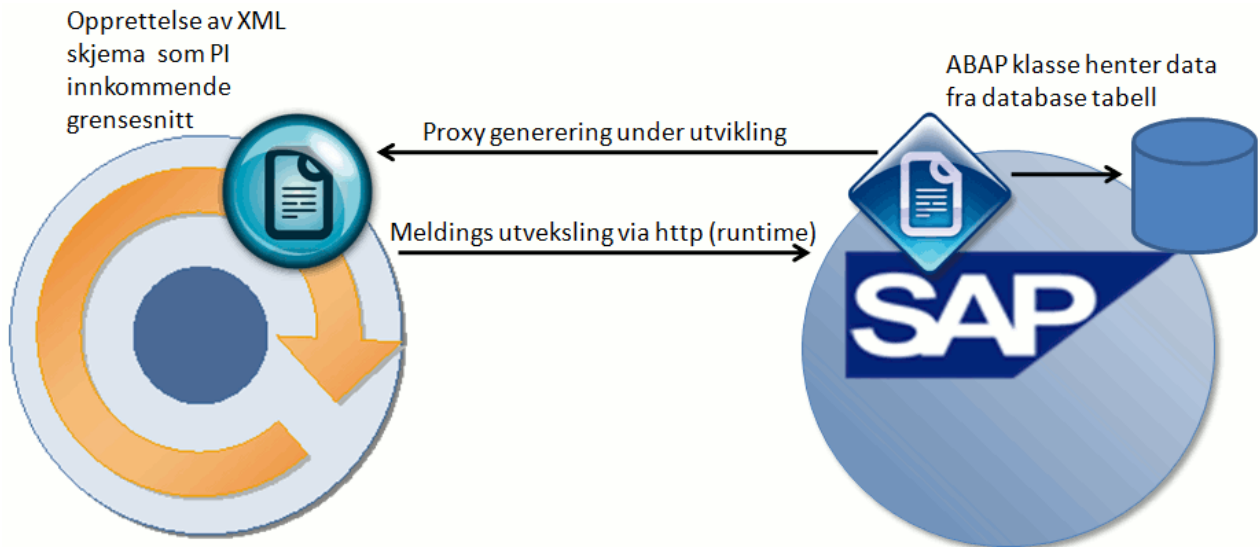 Opprettelse av XML
skjema som PI
innkommende
grensesnitt
ABAP klasse henter data
fra database tabell
Proxy generering under utvikling
Meldings utveksling via http (runtime)
SAP